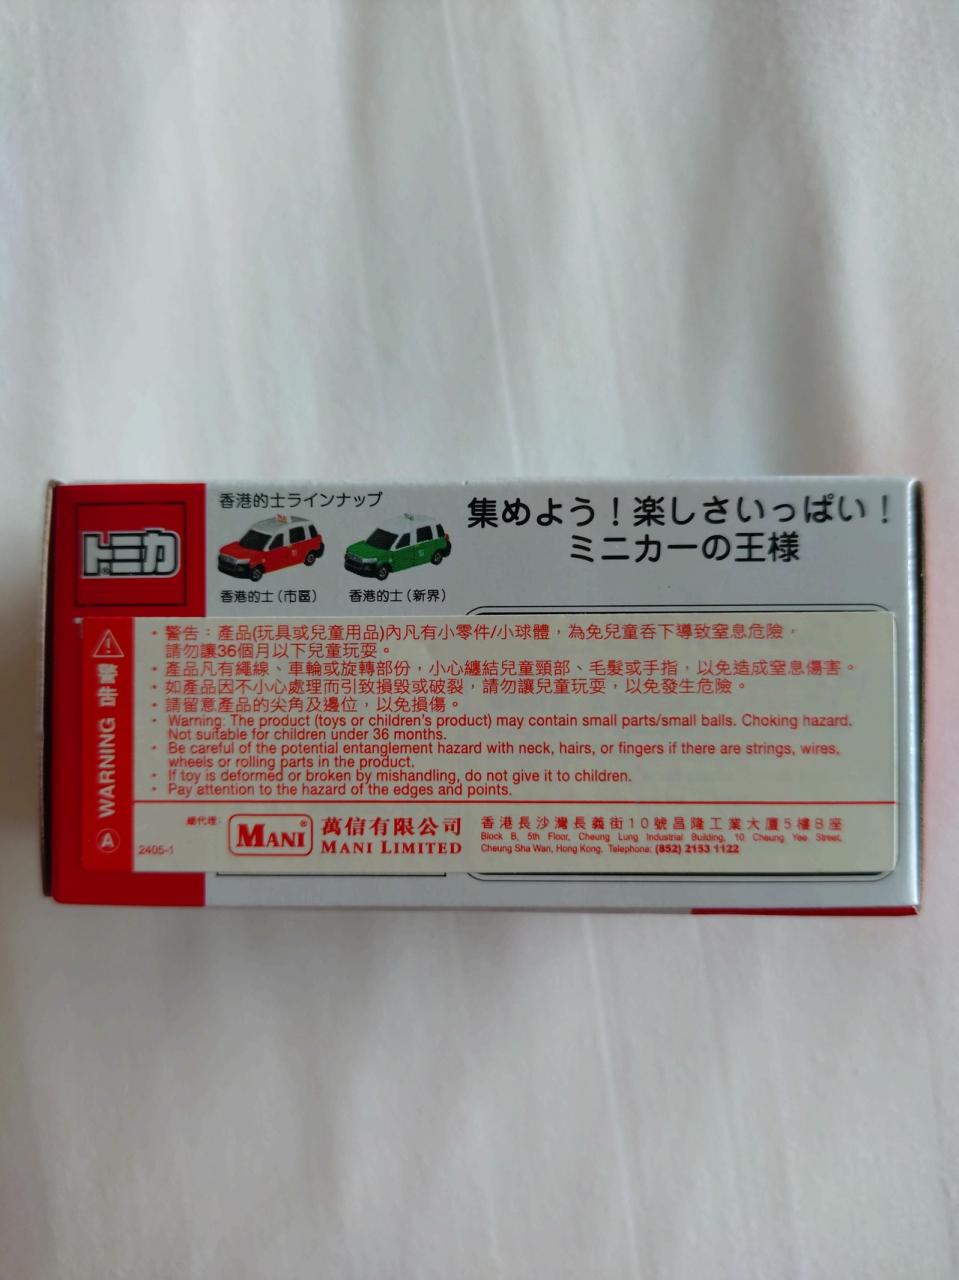 トミカ®
香港的士ラインナップ
香港的士(市區)
香港的士(新界)
集めよう！楽しさいっぱい！
ミニカーの王様
A WARNING 警告
・警告：產品(玩具或兒童用品)內凡有小零件/小球體，為免兒童吞下導致窒息危險，
請勿讓36個月以下兒童玩耍。
・產品凡有繩線、車輪或旋轉部份，小心纏結兒童頸部、毛髮或手指，以免造成窒息傷害。
・如產品因不小心處理而引致損毀或破裂，請勿讓兒童玩耍，以免發生危險。
・請留意產品的尖角及邊位，以免損傷。
・ Warning: The product (toys or children's product) may contain small parts/small balls. Choking hazard.
Not suitable for children under 36 months.
・ Be careful of the potential entanglement hazard with neck, hairs, or fingers if there are strings, wires,
wheels or rolling parts in the product.
・ If toy is deformed or broken by mishandling, do not give it to children.
・ Pay attention to the hazard of the edges and points.
2405-1
總代理：
MANI®
萬信有限公司
MANI LIMITED
香港長沙灣長義街10號昌隆工業大廈5樓B座
Block B, 5th Floor, Cheung Lung Industrial Building, 10 Cheung Yee Street,
Cheung Sha Wan, Hong Kong. Telephone: (852) 2153 1122